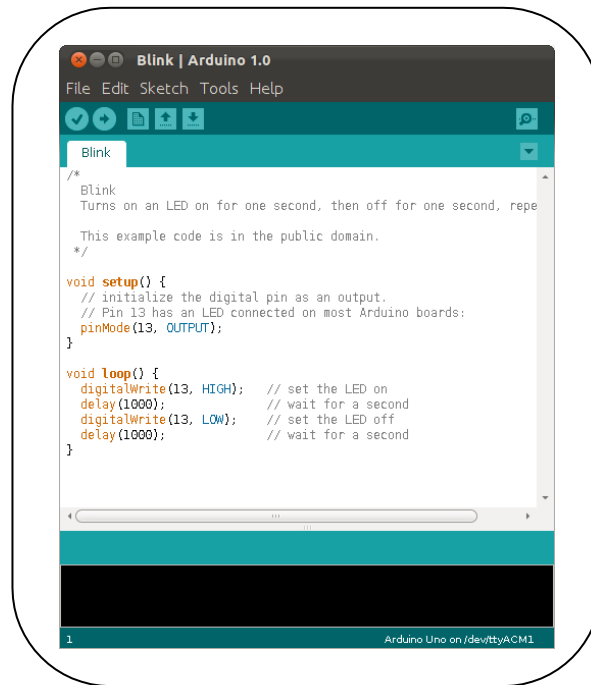 Blink | Arduino 1.0
File Edit Sketch Tools Help
Blink
/*
  Blink
  Turns on an LED on for one second, then off for one second, repe
  This example code is in the public domain.
 */
void setup() {
  // initialize the digital pin as an output.
  // Pin 13 has an LED connected on most Arduino boards:
  pinMode(13, OUTPUT);
}
void loop() {
  digitalWrite(13, HIGH);   // set the LED on
  delay(1000);              // wait for a second
  digitalWrite(13, LOW);    // set the LED off
  delay(1000);              // wait for a second
}
1 Arduino Uno on /dev/ttyACM1